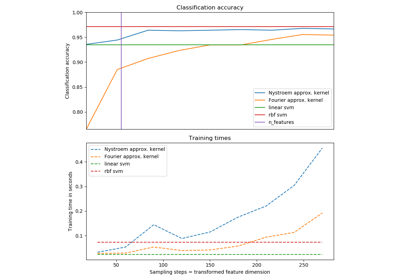 Classification accuracy
1.00
0.95
0.90
0.85
0.80
Classification accuracy
Nystroem approx. kernel
Fourier approx. kernel
linear svm
rbf svm
n_features
Training times
Nystroem approx. kernel
Fourier approx. kernel
linear svm
rbf svm
0.4
0.3
0.2
0.1
Training time in seconds
50
100
150
200
250
Sampling steps = transformed feature dimension